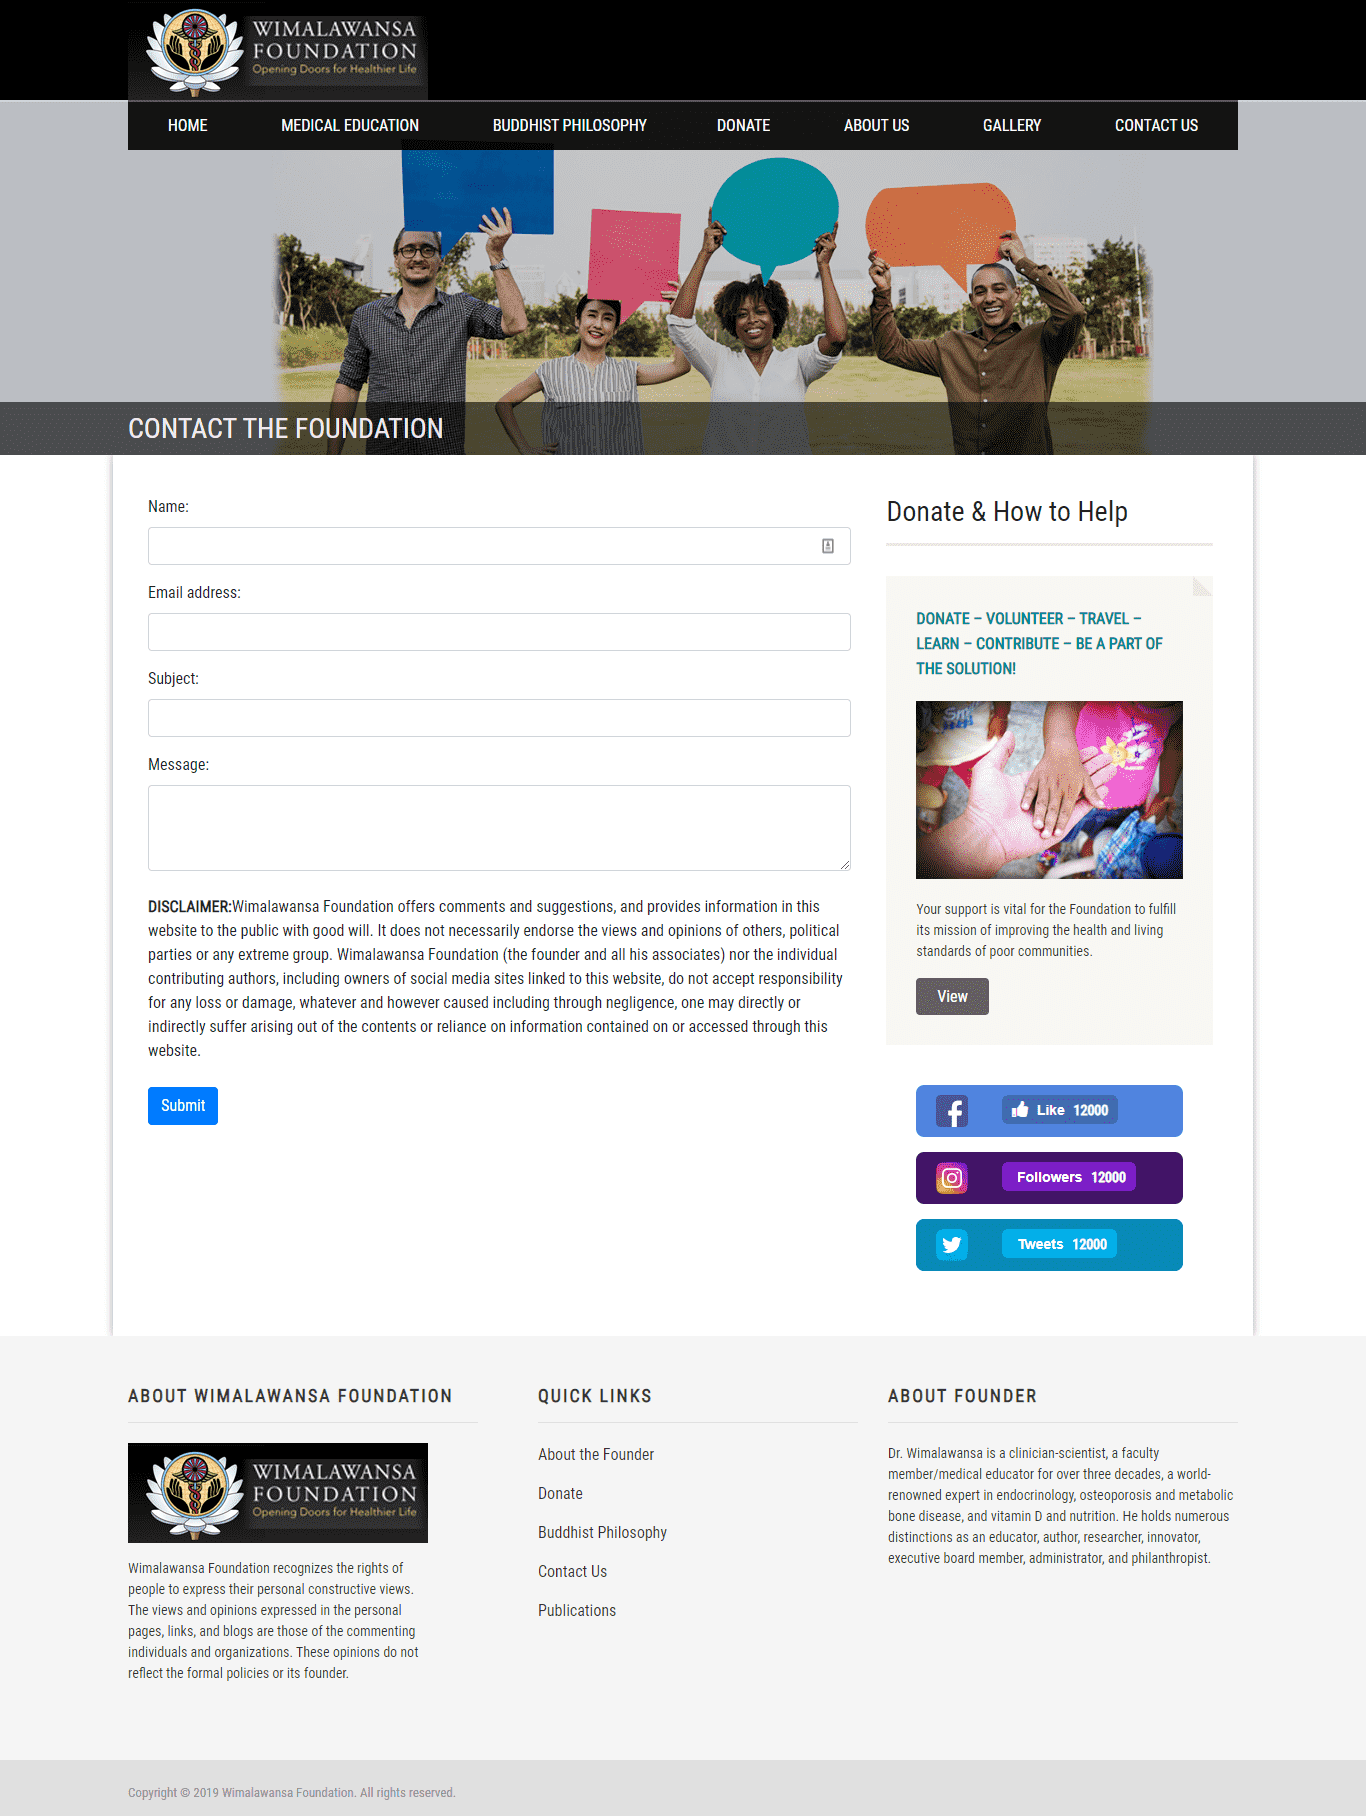 WIMALAWANSA
FOUNDATION
Opening Doors for Healthier Life
HOME
MEDICAL EDUCATION
BUDDHIST PHILOSOPHY
DONATE
ABOUT US
GALLERY
CONTACT US
CONTACT THE FOUNDATION
Name:
Email address:
Subject:
Message:
DISCLAIMER:Wimalawansa Foundation offers comments and suggestions, and provides information in this
website to the public with good will. It does not necessarily endorse the views and opinions of others, political
parties or any extreme group. Wimalawansa Foundation (the founder and all his associates) nor the individual
contributing authors, including owners of social media sites linked to this website, do not accept responsibility
for any loss or damage, whatever and however caused including through negligence, one may directly or
indirectly suffer arising out of the contents or reliance on information contained on or accessed through this
website.
Submit
Donate & How to Help
DONATE – VOLUNTEER – TRAVEL –
LEARN – CONTRIBUTE – BE A PART OF
THE SOLUTION!
Your support is vital for the Foundation to fulfill
its mission of improving the health and living
standards of poor communities.
View
Like 12000
Followers 12000
Tweets 12000
ABOUT WIMALAWANSA FOUNDATION
WIMALAWANSA
FOUNDATION
Opening Doors for Healthier Life
Wimalawansa Foundation recognizes the rights of
people to express their personal constructive views.
The views and opinions expressed in the personal
pages, links, and blogs are those of the commenting
individuals and organizations. These opinions do not
reflect the formal policies or its founder.
QUICK LINKS
About the Founder
Donate
Buddhist Philosophy
Contact Us
Publications
ABOUT FOUNDER
Dr. Wimalawansa is a clinician-scientist, a faculty
member/medical educator for over three decades, a world-
renowned expert in endocrinology, osteoporosis and metabolic
bone disease, and vitamin D and nutrition. He holds numerous
distinctions as an educator, author, researcher, innovator,
executive board member, administrator, and philanthropist.
Copyright © 2019 Wimalawansa Foundation. All rights reserved.